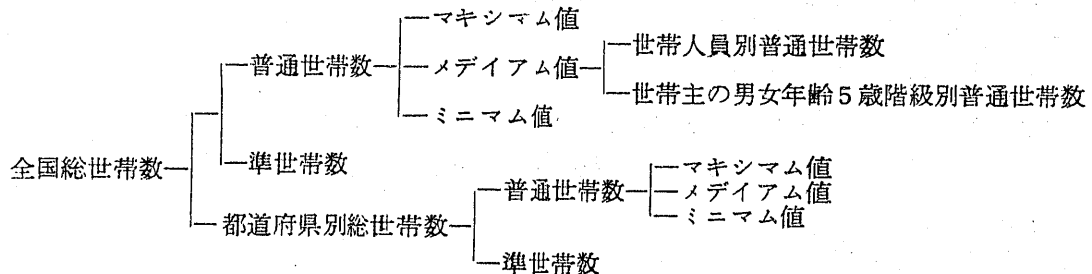 マキシマム値
世帯人員別普通世帯数
普通世帯数
メデイアム値
世帯主の男女年齢5歳階級別普通世帯数
ミニマム値
全国総世帯数
準世帯数
マキシマム値
普通世帯数
メデイアム値
ミニマム値
都道府県別総世帯数
準世帯数